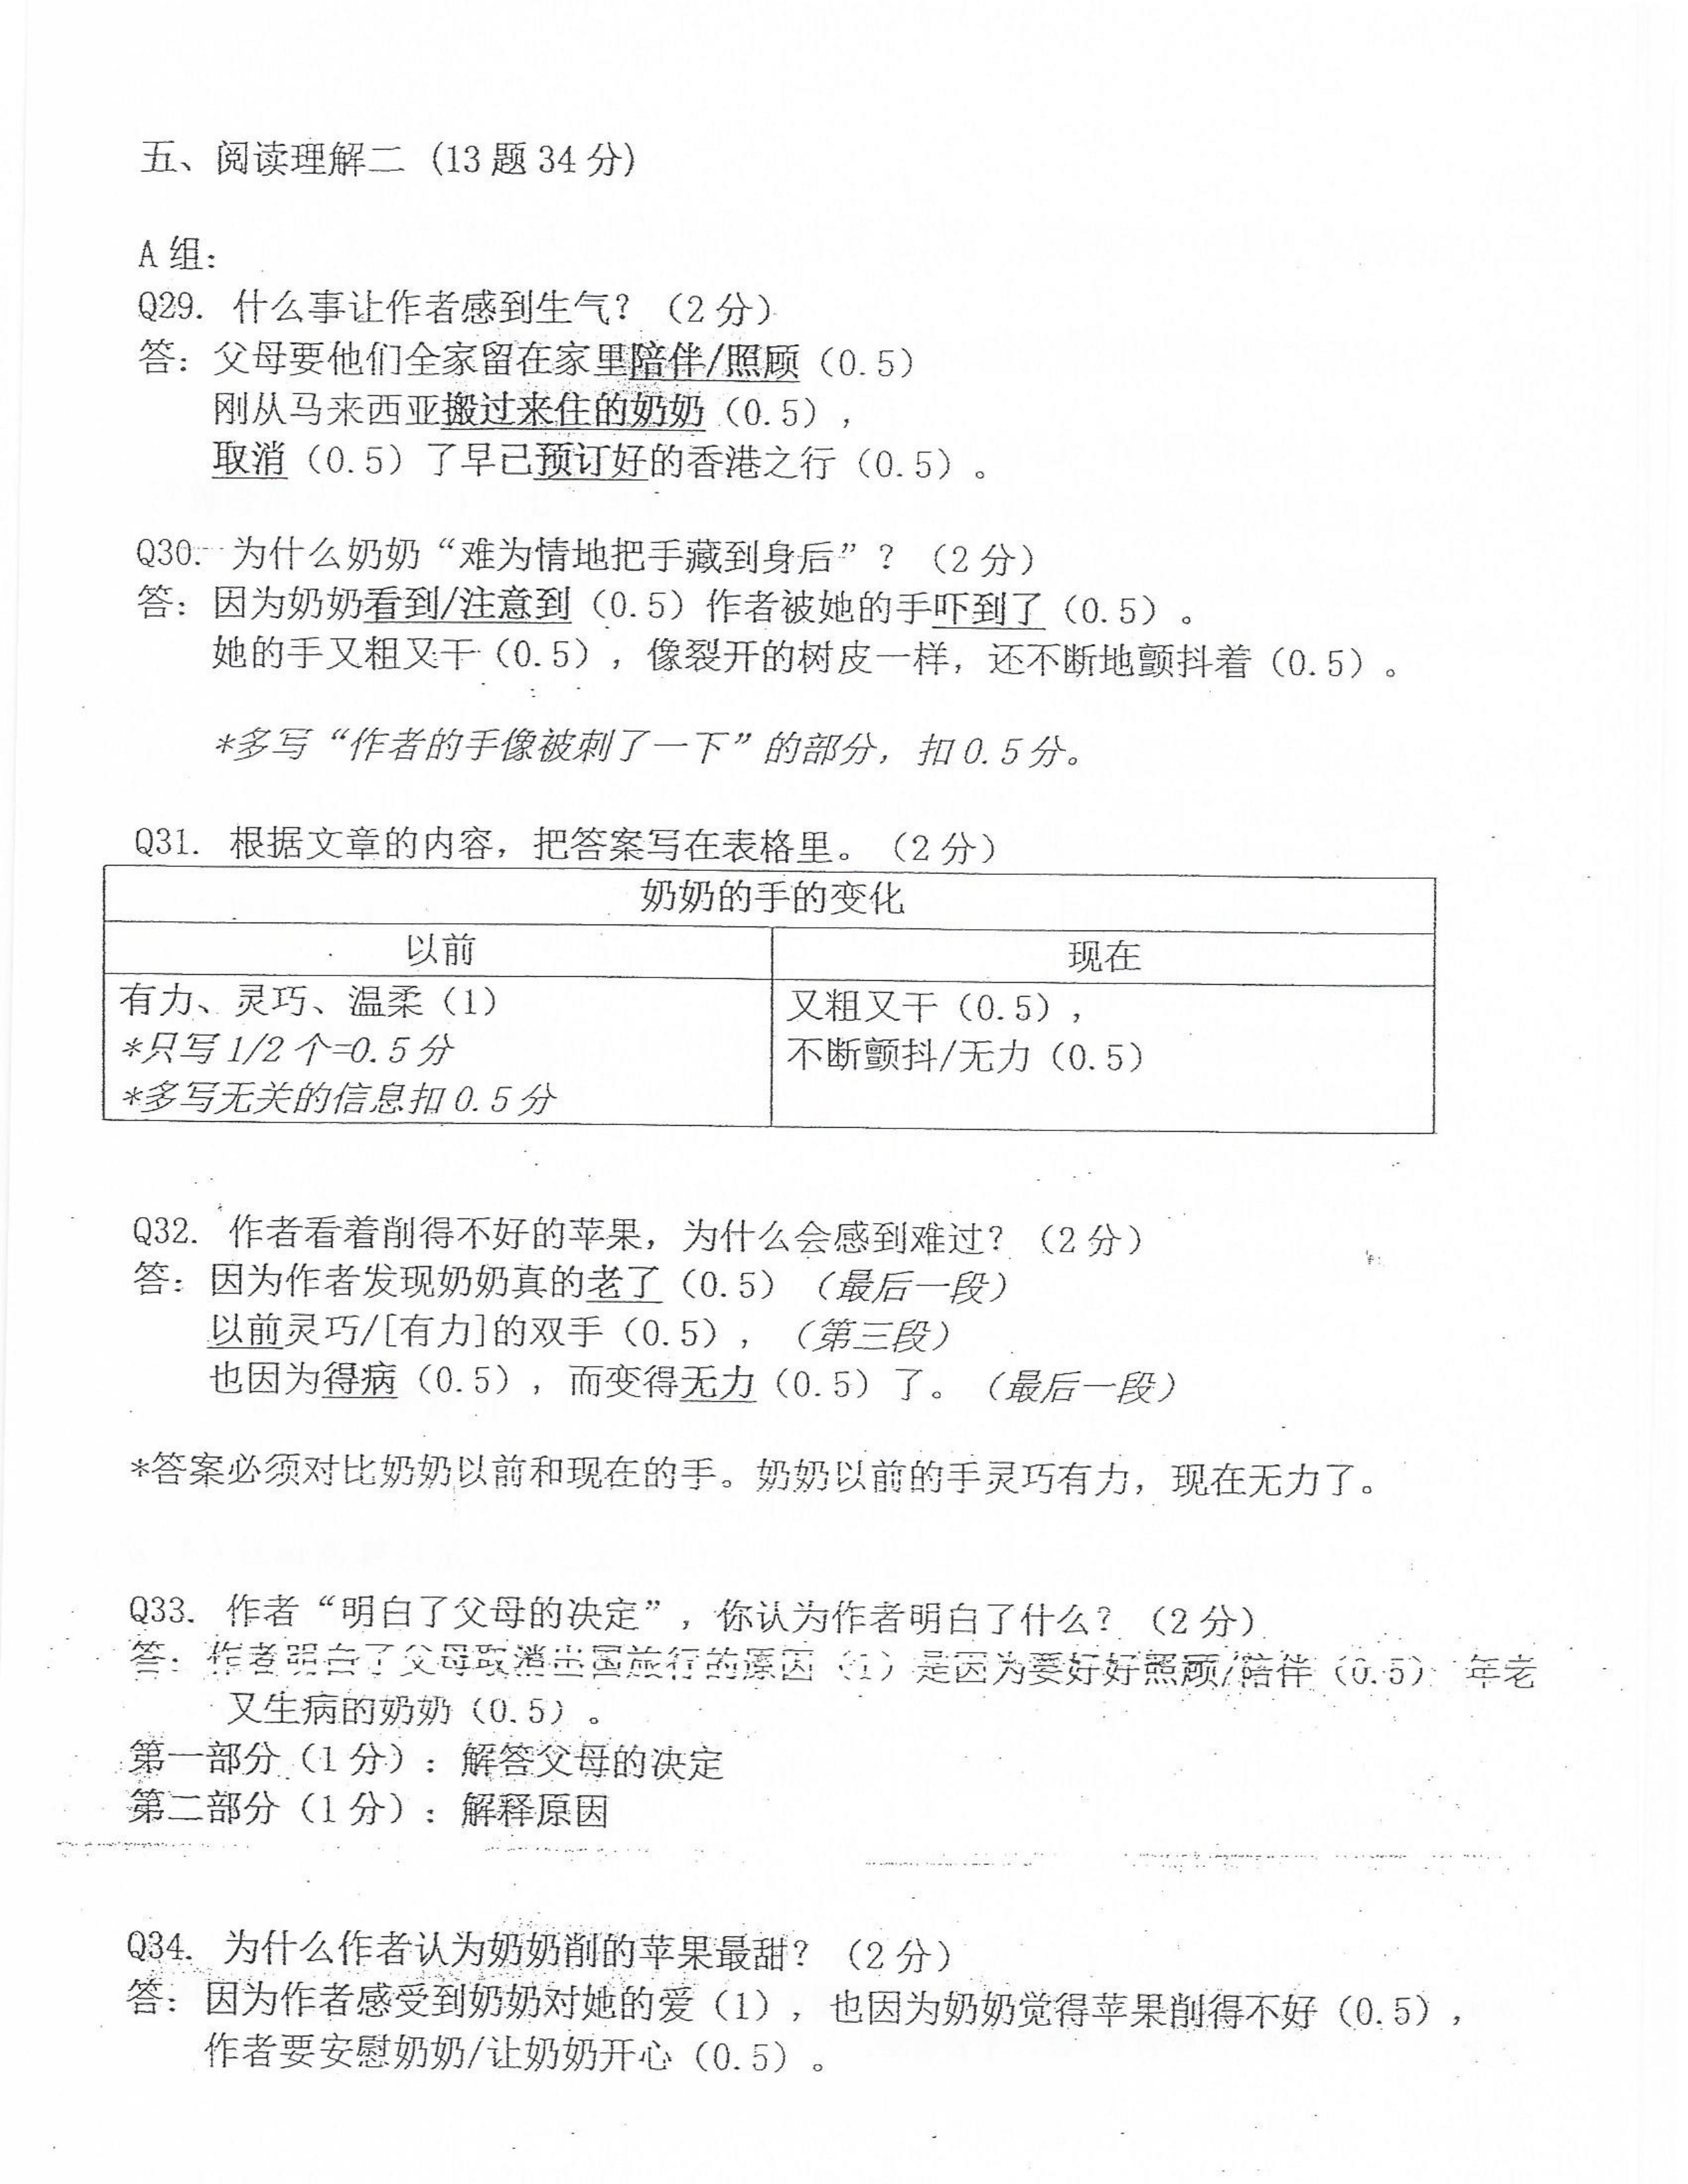 五、阅读理解二 (13 题 34 分)
A 组:
Q29. 什么事让作者感到生气? (2 分)
答: 父母要他们全家留在家里陪伴/照顾 (0.5)
刚从马来西亚搬过来住的奶奶 (0.5) ,
取消 (0.5) 了早已预订好的香港之行 (0.5) 。
Q30. 为什么奶奶“难为情地把手藏到身后”? (2 分)
答: 因为奶奶看到/注意到 (0.5) 作者被她的手吓到了 (0.5) 。
她的手又粗又干 (0.5) , 像裂开的树皮一样, 还不断地颤抖着 (0.5) 。
*多写“作者的手像被刺了一下”的部分, 扣 0.5 分。
Q31. 根据文章的内容, 把答案写在表格里。 (2 分)
奶奶的手的变化
以前 现在
有力、灵巧、温柔 (1) 又粗又干 (0.5) ,
*只写 1/2 个=0.5 分 不断颤抖/无力 (0.5)
*多写无关的信息扣 0.5 分
Q32. 作者看着削得不好的苹果, 为什么会感到难过? (2 分)
答: 因为作者发现奶奶真的老了 (0.5) (最后一段)
以前灵巧/[有力]的双手 (0.5) , (第三段)
也因为得病 (0.5) , 而变得无力 (0.5) 了。 (最后一段)
*答案必须对比奶奶以前和现在的手。奶奶以前的手灵巧有力, 现在无力了。
Q33. 作者“明白了父母的决定”, 你认为作者明白了什么? (2 分)
答: 作者明白了父母取消出国旅行的原因 (1) 是因为要好好照顾/陪伴 (0.5) 年老
又生病的奶奶 (0.5) 。
第一部分 (1 分) : 解答父母的决定
第二部分 (1 分) : 解释原因
Q34. 为什么作者认为奶奶削的苹果最甜? (2 分)
答: 因为作者感受到奶奶对她的爱 (1) , 也因为奶奶觉得苹果削得不好 (0.5) ,
作者要安慰奶奶/让奶奶开心 (0.5) 。